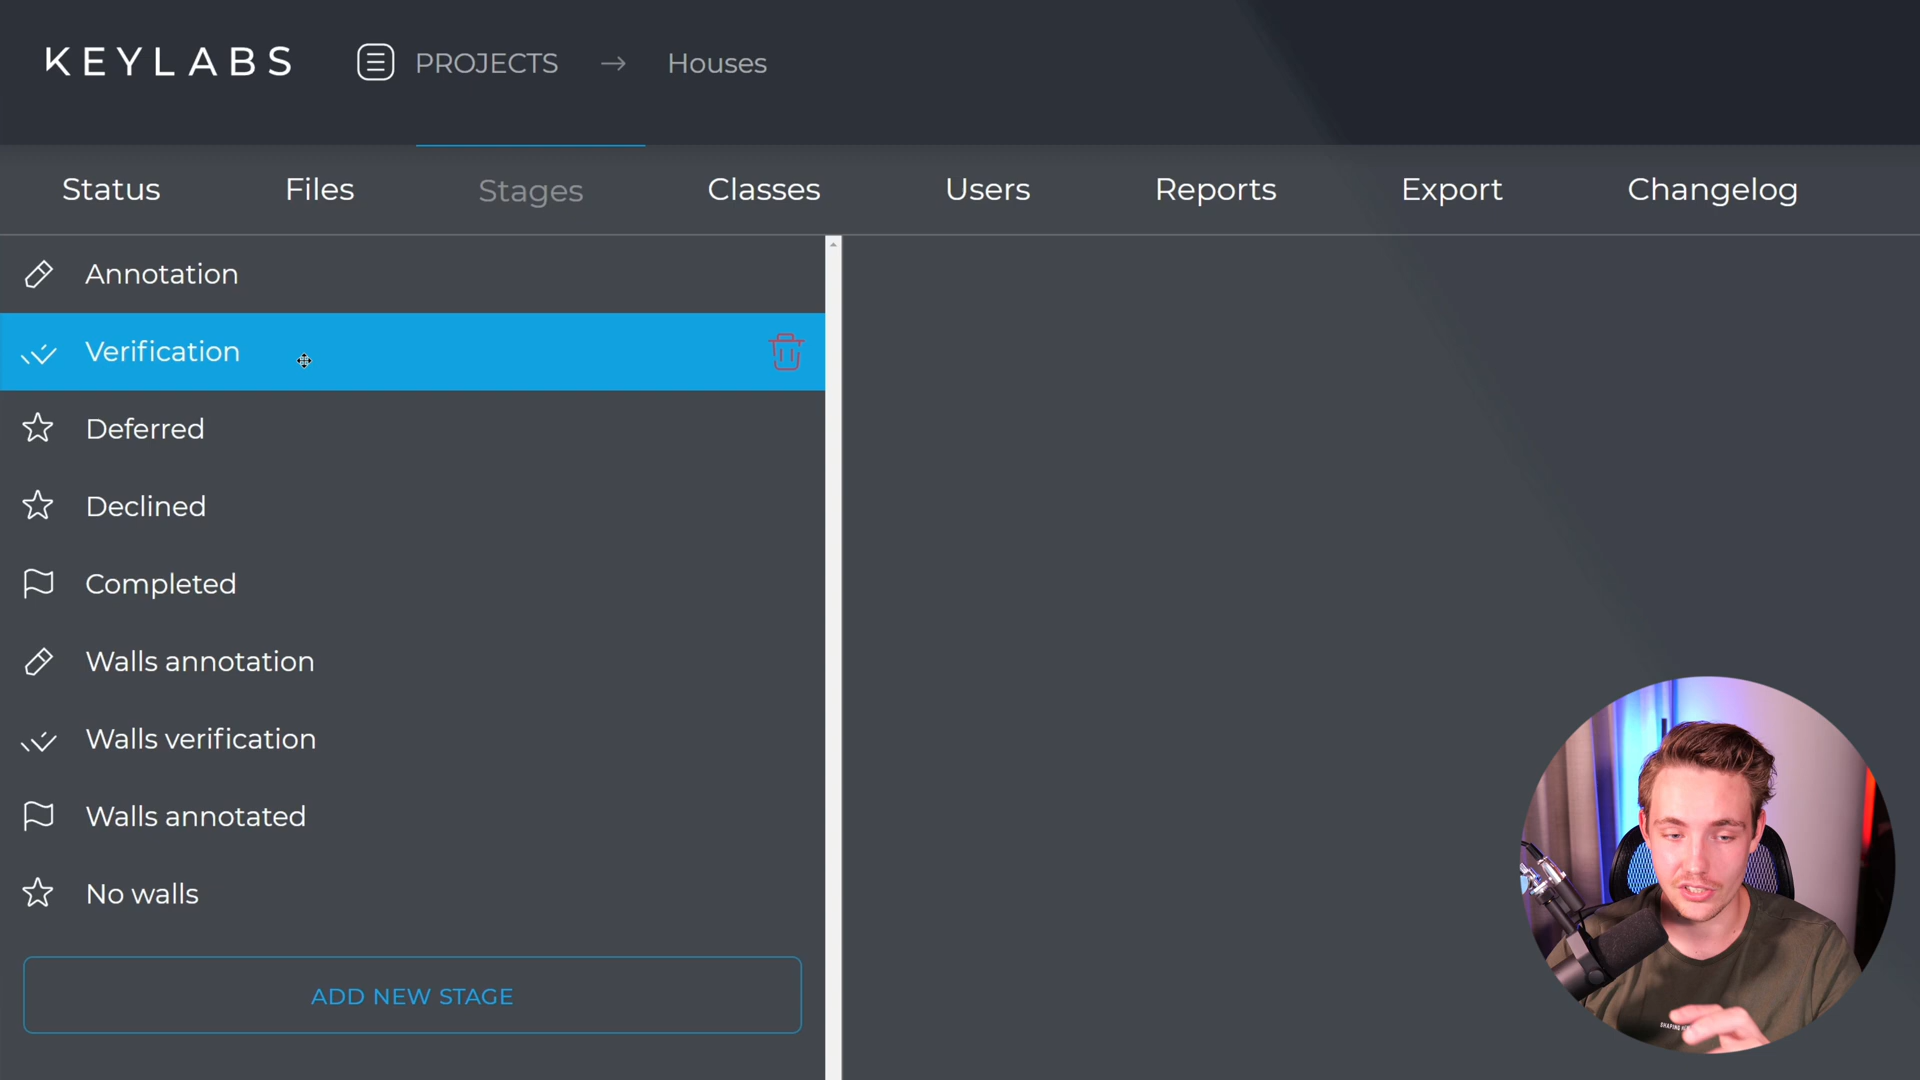 KEYLABS PROJECTS → Houses
Status Files Stages Classes Users Reports Export Changelog
Annotation
Verification
Deferred
Declined
Completed
Walls annotation
Walls verification
Walls annotated
No walls
ADD NEW STAGE